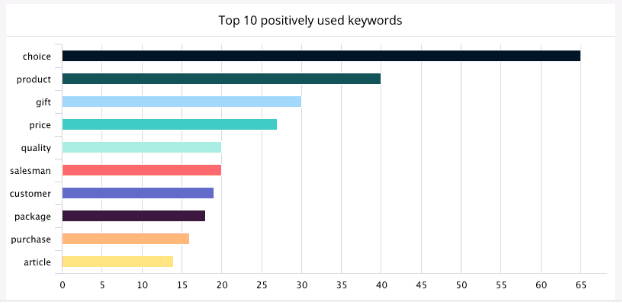 Top 10 positively used keywords
choice
product
gift
price
quality
salesman
customer
package
purchase
article
0 5 10 15 20 25 30 35 40 45 50 55 60 65